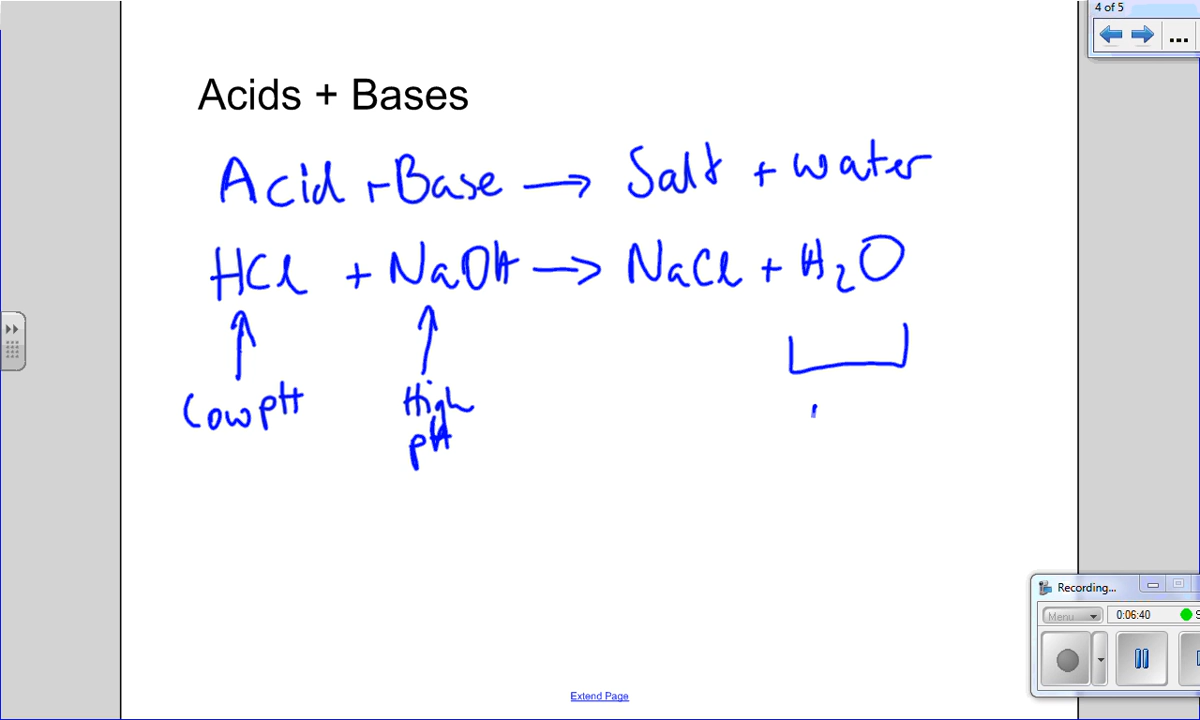 4 of 5
Acids + Bases
Acid + Base → Salt + water
HCl + NaOH → NaCl + H₂O
Low pH
High
pH
Recording...
Menu
0:06:40
Extend Page